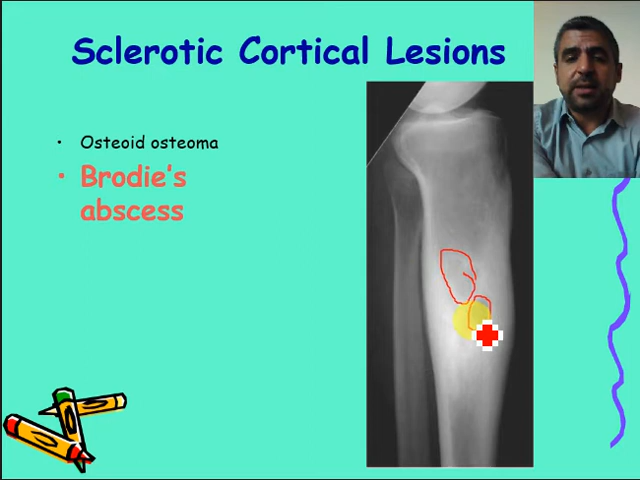 Sclerotic Cortical Lesions
• Osteoid osteoma
• Brodie's
abscess